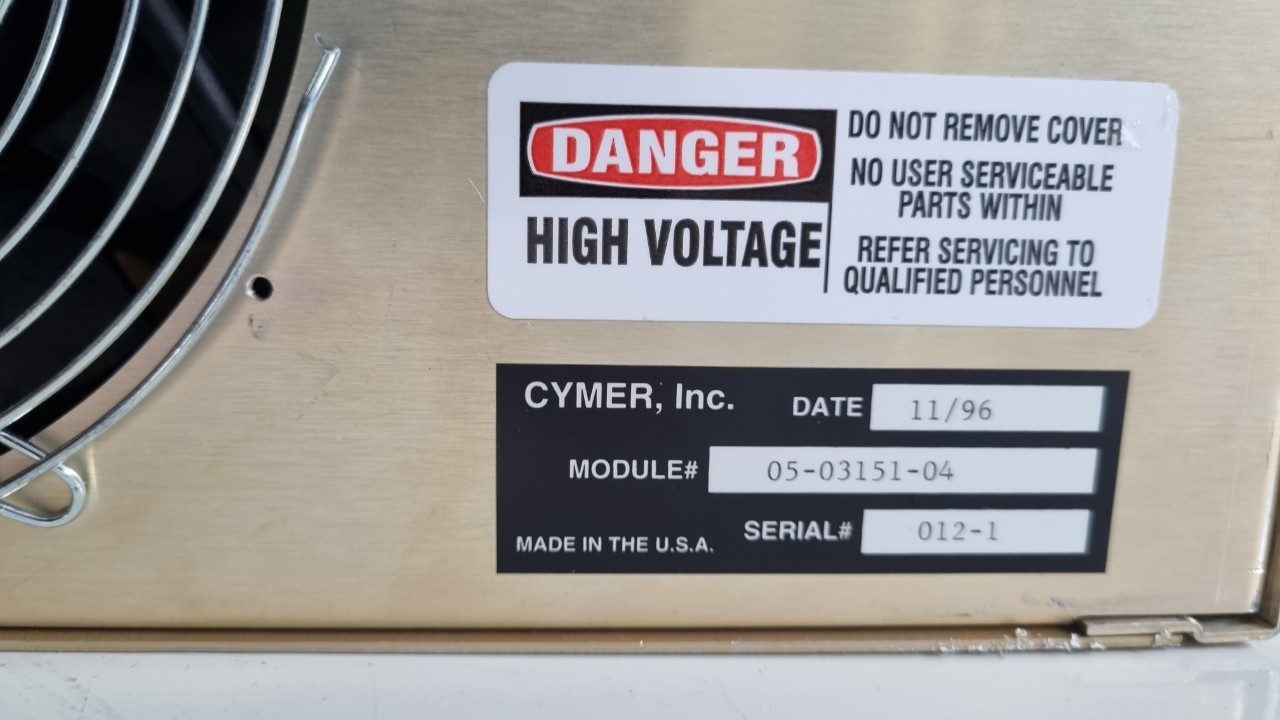 DANGER
HIGH VOLTAGE
DO NOT REMOVE COVER
NO USER SERVICEABLE
PARTS WITHIN
REFER SERVICING TO
QUALIFIED PERSONNEL
CYMER, Inc.
DATE 11/96
MODULE# 05-03151-04
SERIAL# 012-1
MADE IN THE U.S.A.